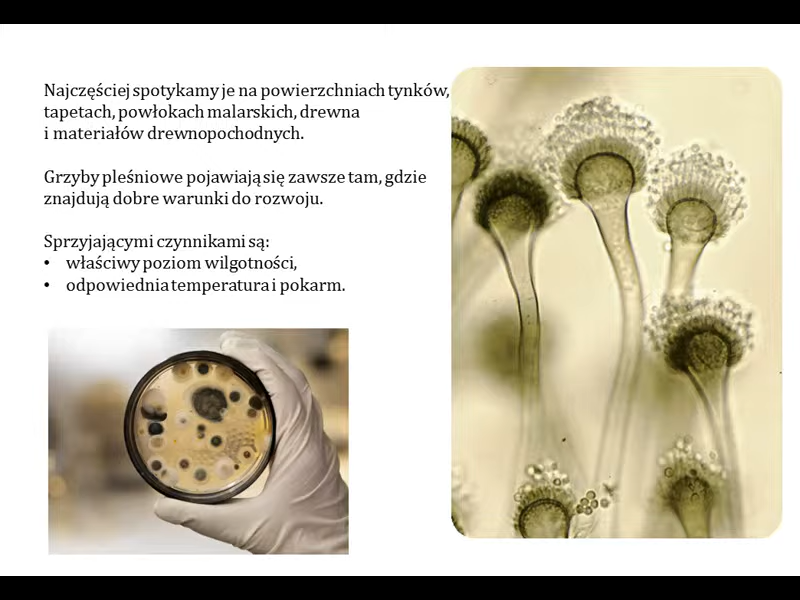 Najczęściej spotykamy je na powierzchniach tynków,
tapetach, powłokach malarskich, drewna
i materiałów drewnopochodnych.
Grzyby pleśniowe pojawiają się zawsze tam, gdzie
znajdują dobre warunki do rozwoju.
Sprzyjającymi czynnikami są:
• właściwy poziom wilgotności,
• odpowiednia temperatura i pokarm.